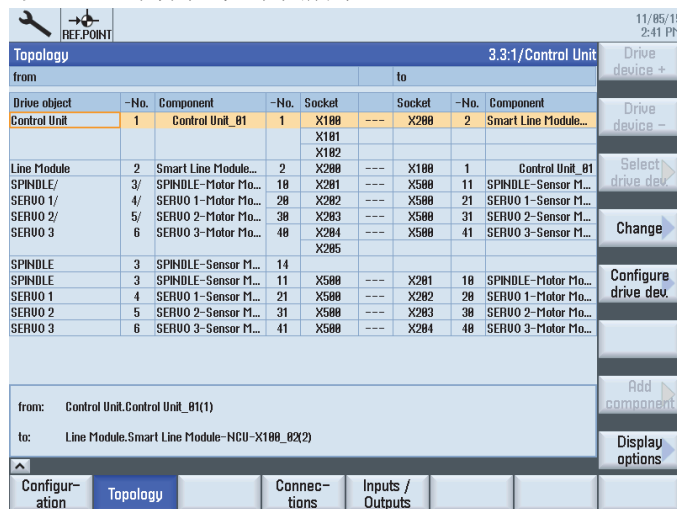 REF.POINT
11/05/1
2:41 PM
Topology 3.3:1/Control Unit
from to
Drive object -No. Component -No. Socket Socket -No. Component
Control Unit 1 Control Unit_01 1 X100 --- X200 2 Smart Line Module...
X101
X102
Line Module 2 Smart Line Module... 2 X200 --- X100 1 Control Unit_01
SPINDLE/ 3/ SPINDLE-Motor Mo... 10 X201 --- X500 11 SPINDLE-Sensor M...
SERVO 1/ 4/ SERVO 1-Motor Mo... 20 X202 --- X500 21 SERVO 1-Sensor M...
SERVO 2/ 5/ SERVO 2-Motor Mo... 30 X203 --- X500 31 SERVO 2-Sensor M...
SERVO 3 6 SERVO 3-Motor Mo... 40 X204 --- X500 41 SERVO 3-Sensor M...
X205
SPINDLE 3 SPINDLE-Sensor M... 14
SPINDLE 3 SPINDLE-Sensor M... 11 X500 --- X201 10 SPINDLE-Motor Mo...
SERVO 1 4 SERVO 1-Sensor M... 21 X500 --- X202 20 SERVO 1-Motor Mo...
SERVO 2 5 SERVO 2-Sensor M... 31 X500 --- X203 30 SERVO 2-Motor Mo...
SERVO 3 6 SERVO 3-Sensor M... 41 X500 --- X204 40 SERVO 3-Motor Mo...
from: Control Unit.Control Unit_01(1)
to: Line Module.Smart Line Module-NCU-X100_02(2)
Drive
device +
Drive
device –
Select
drive dev.
Change
Configure
drive dev.
Add
component
Display
options
Configur-
ation
Topology
Connec-
tions
Inputs /
Outputs